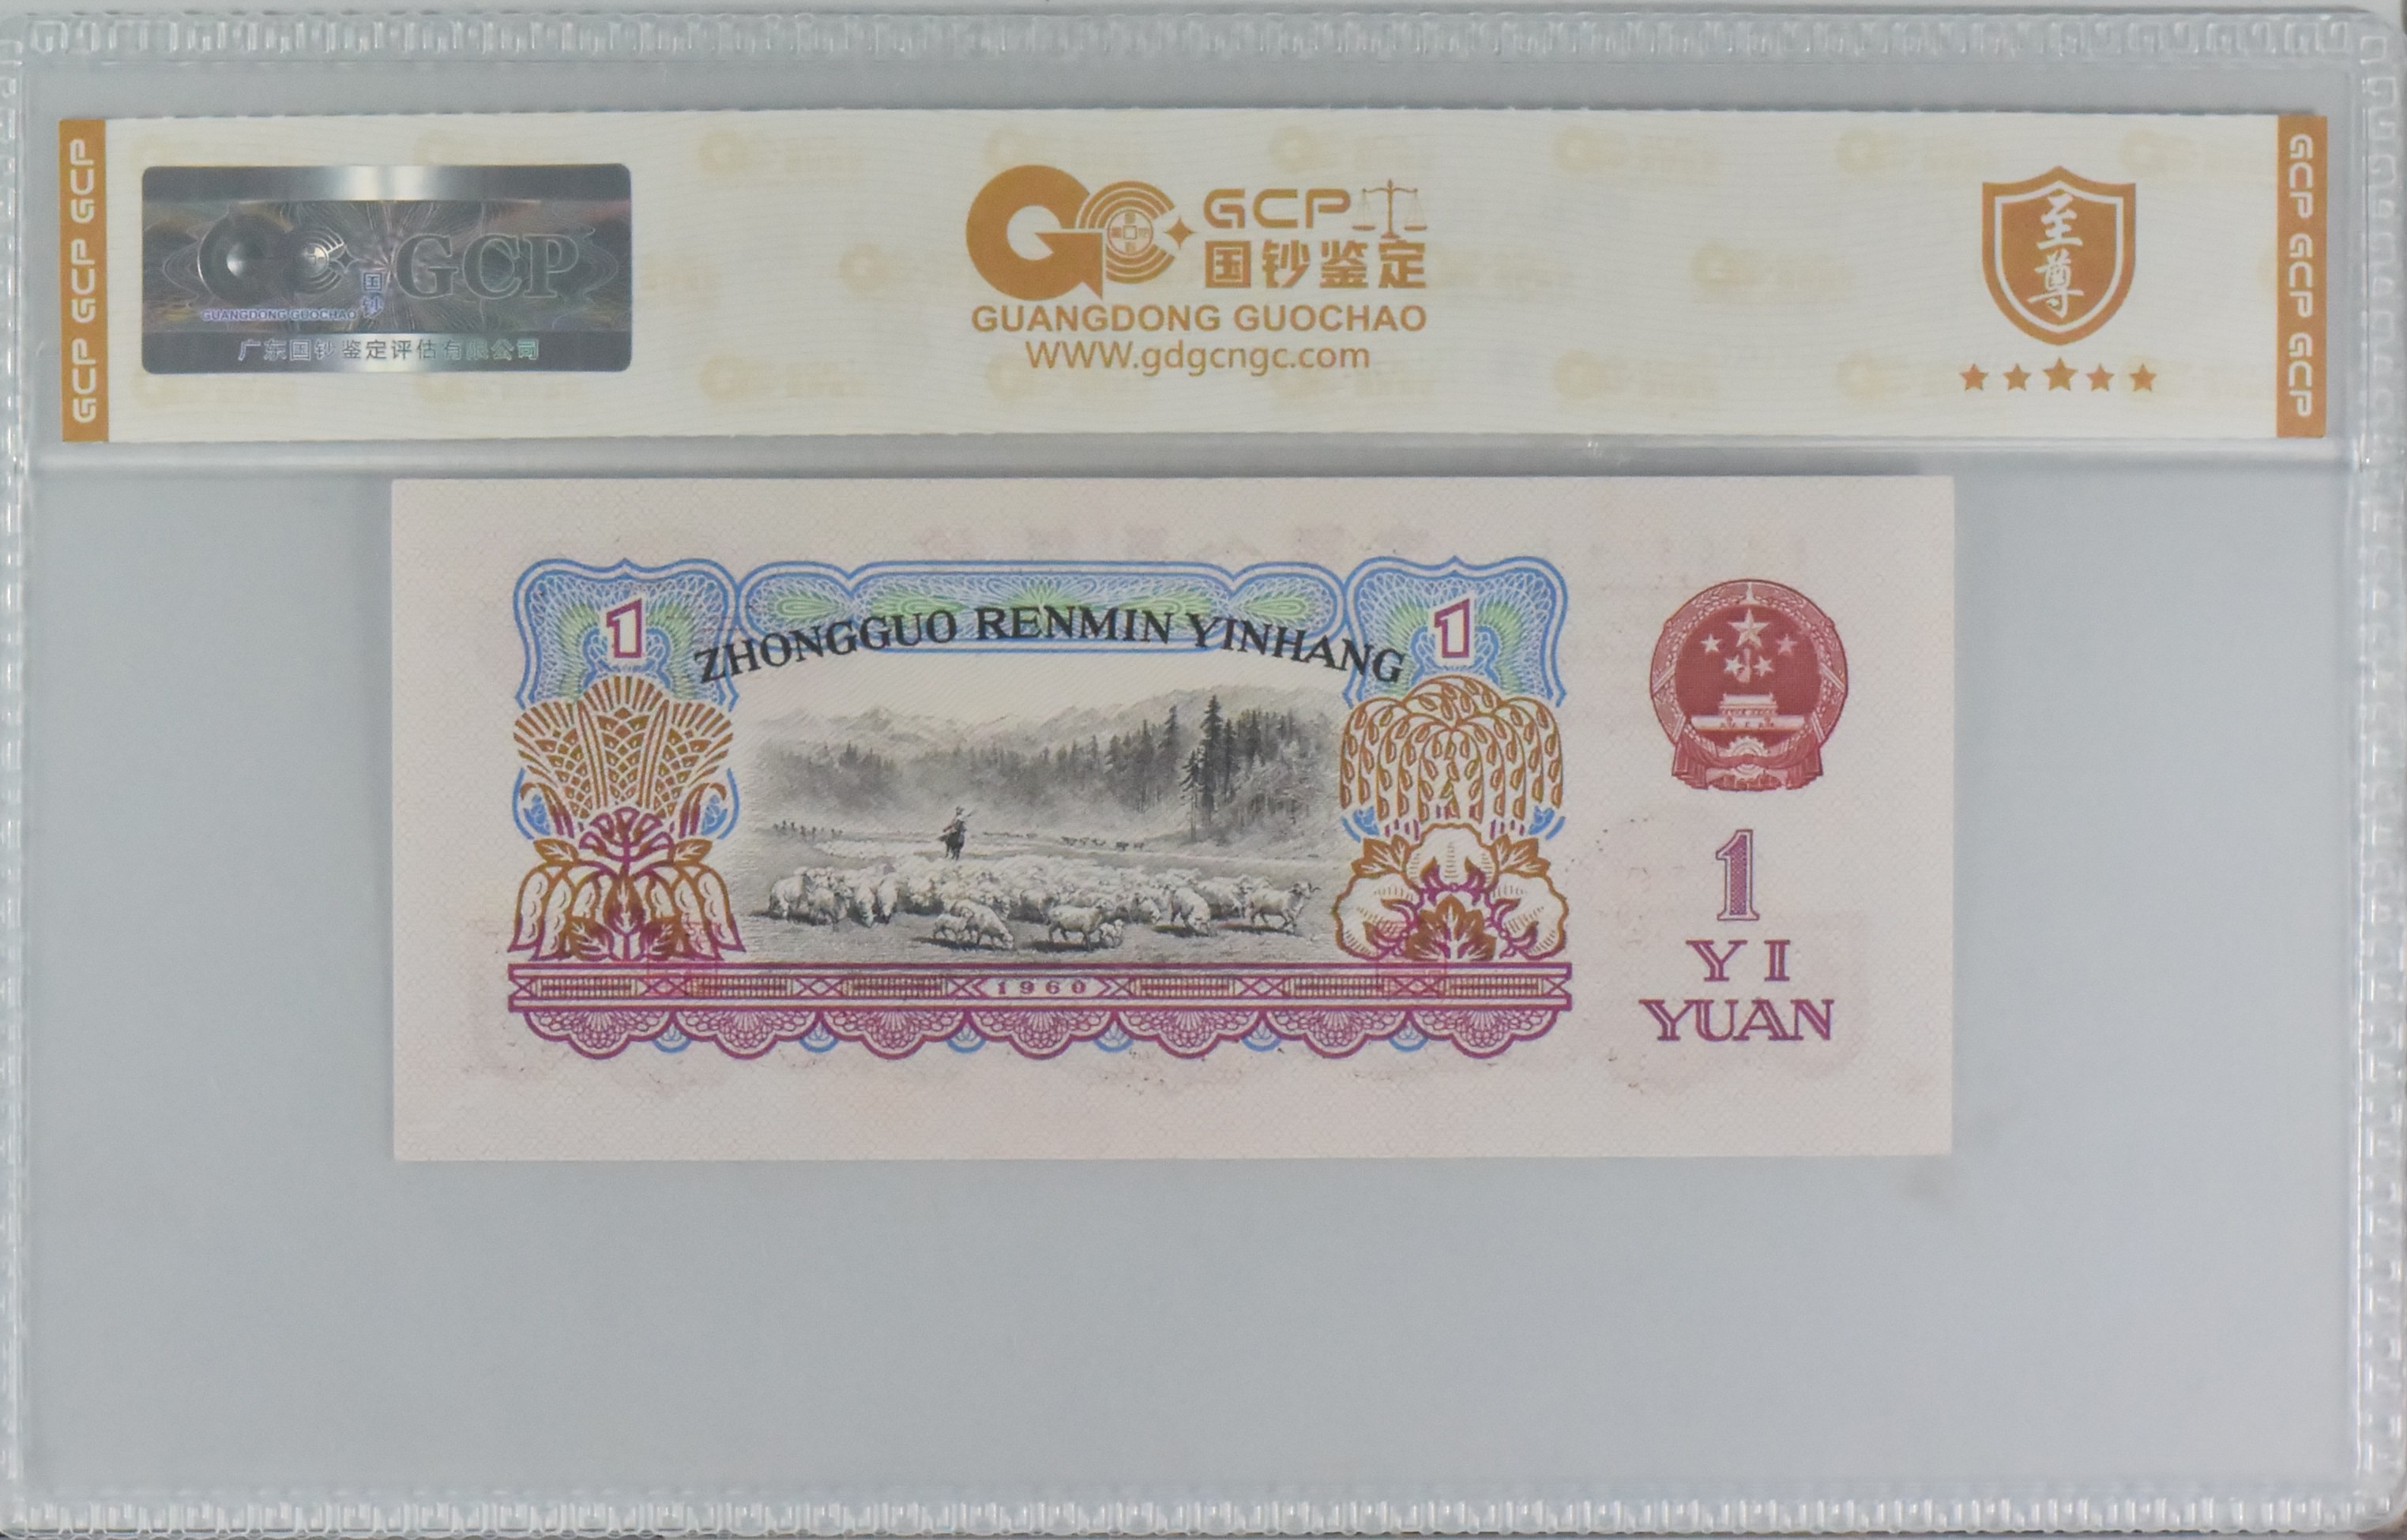 GCP GCP GCP
GC GCP
国钞
GUANGDONG GUOCHAO
广东国钞鉴定评估有限公司
GC GCP
国钞鉴定
GUANGDONG GUOCHAO
WWW.gdgcngc.com
至尊
GCP GCP GCP
1
1
ZHONGGUO RENMIN YINHANG
1960
1
YI
YUAN